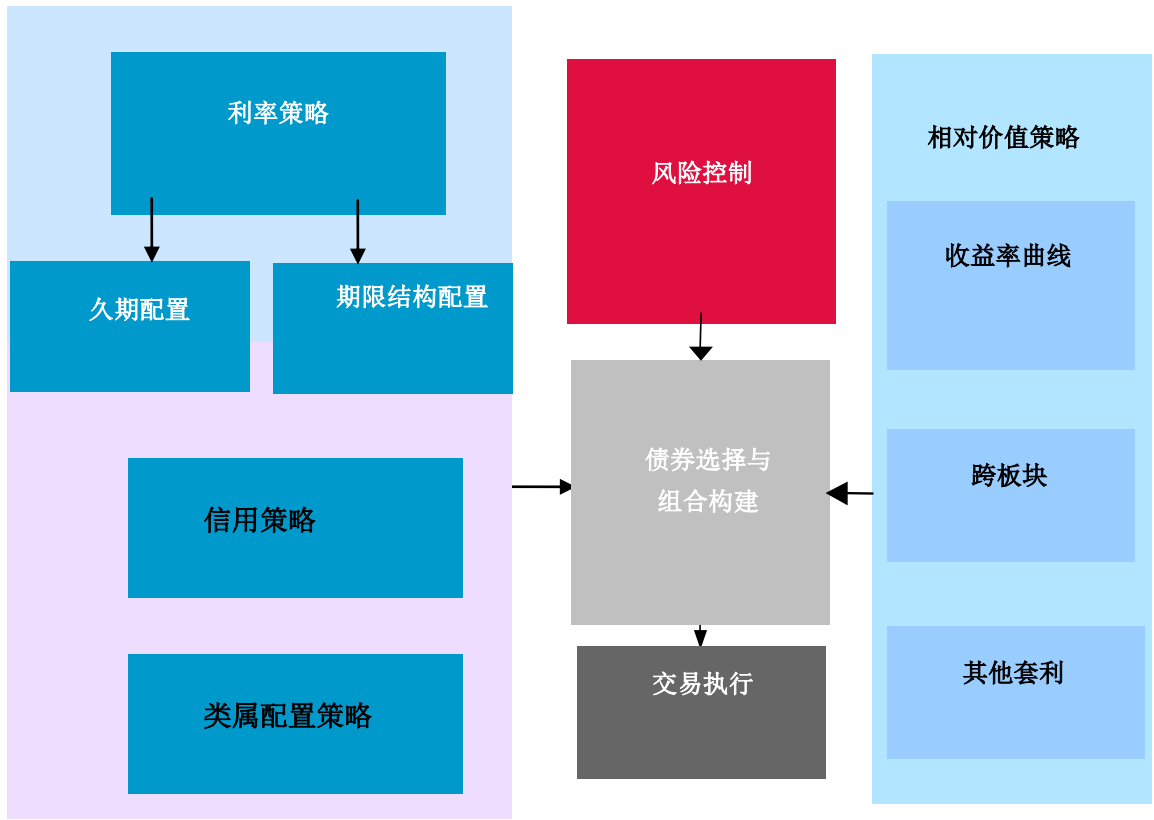 利率策略
久期配置
期限结构配置
信用策略
类属配置策略
风险控制
债券选择与
组合构建
交易执行
相对价值策略
收益率曲线
跨板块
其他套利